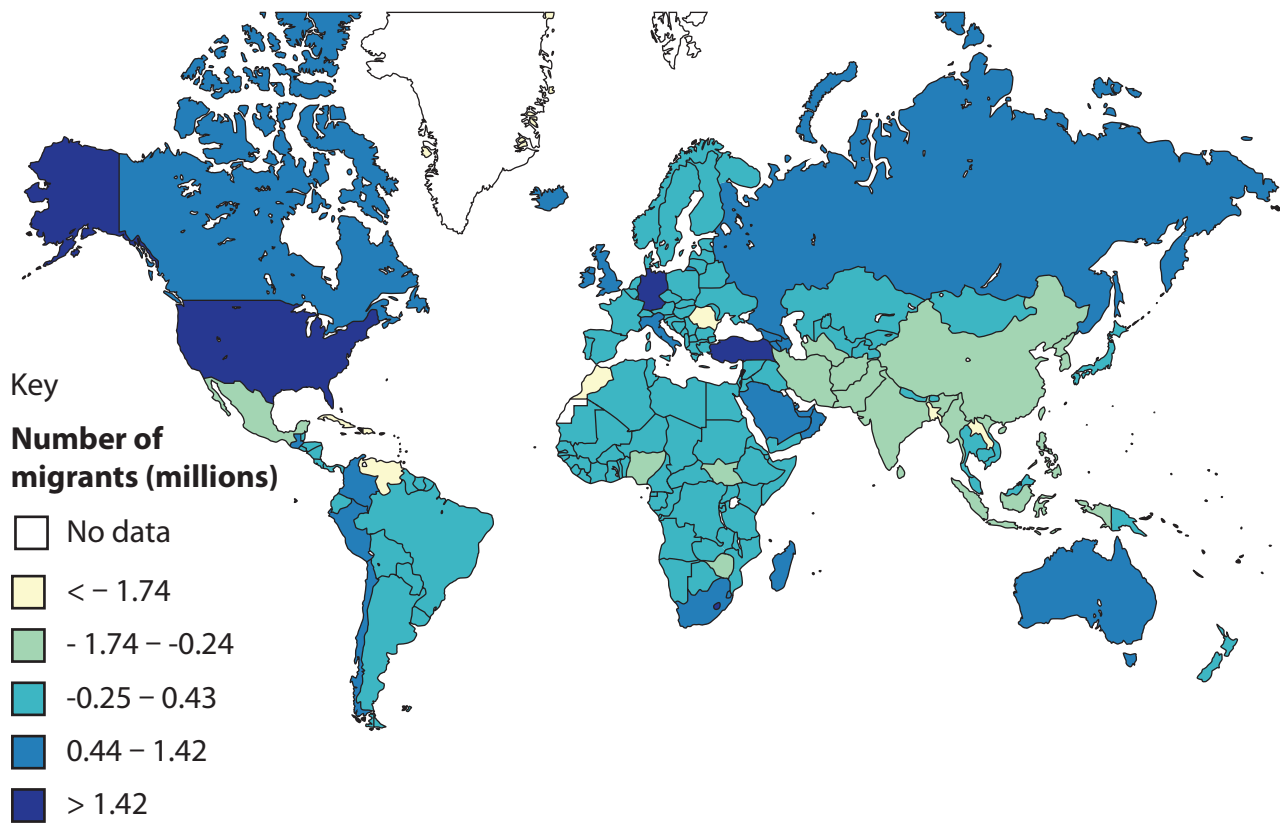 Key
Number of
migrants (millions)
No data
< – 1.74
- 1.74 – -0.24
-0.25 – 0.43
0.44 – 1.42
> 1.42